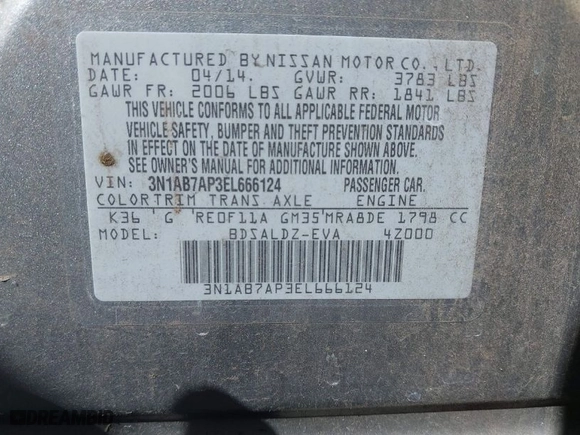 MANUFACTURED BY NISSAN MOTOR CO., LTD.
DATE: 04/14. GVWR: 3783 LBS
GAWR FR: 2006 LBS GAWR RR: 1841 LBS
THIS VEHICLE CONFORMS TO ALL APPLICABLE FEDERAL MOTOR
VEHICLE SAFETY, BUMPER AND THEFT PREVENTION STANDARDS
IN EFFECT ON THE DATE OF MANUFACTURE SHOWN ABOVE.
SEE OWNER'S MANUAL FOR ADDITIONAL INFORMATION.
VIN: 3N1AB7AP3EL666124 PASSENGER CAR.
COLOR TRIM TRANS. AXLE ENGINE
K36 'G 'RE0F11A GM35'MRA8DE 1798 CC
MODEL: BDSALDZ-EVA 4Z000
3N1AB7AP3EL666124
DREAMBID